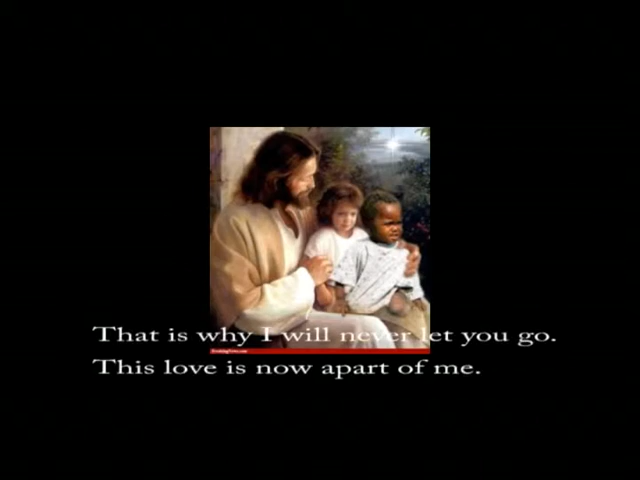 That is why I will never let you go.
This love is now apart of me.